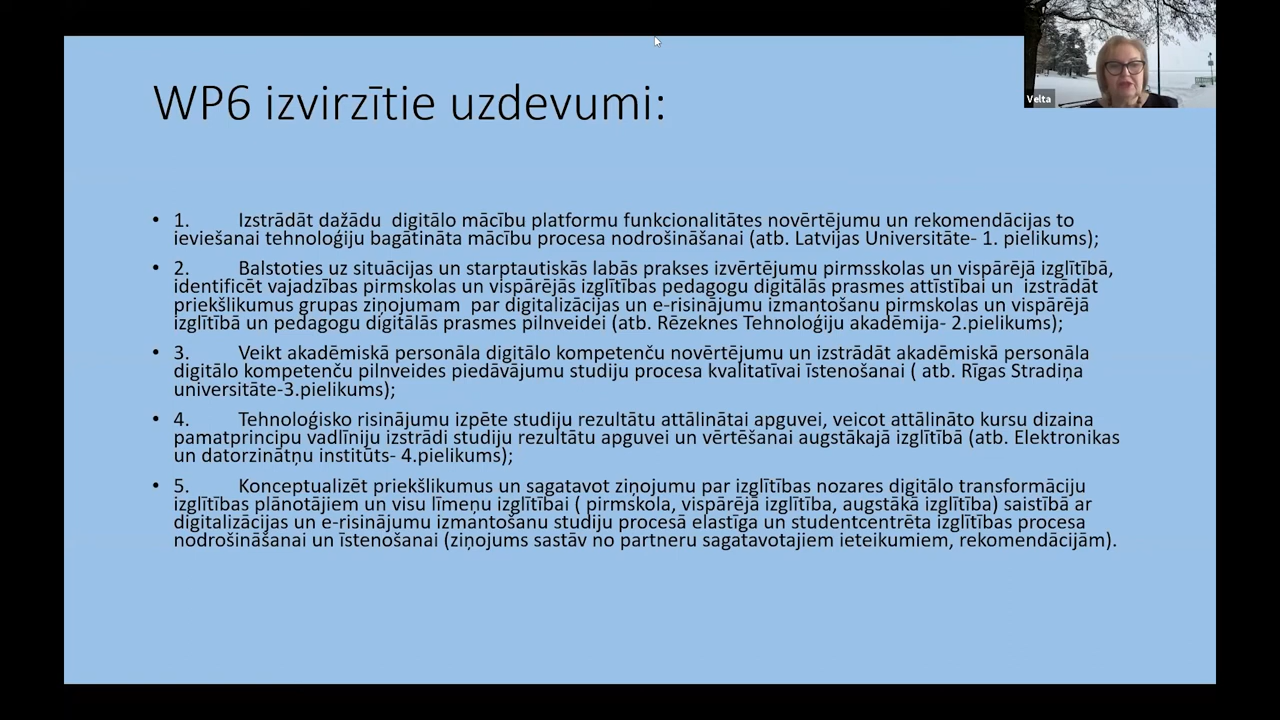 WP6 izvirzītie uzdevumi:
Velta
• 1. Izstrādāt dažādu digitālo mācību platformu funkcionalitātes novērtējumu un rekomendācijas to
ieviešanai tehnoloģiju bagātināta mācību procesa nodrošināšanai (atb. Latvijas Universitāte- 1. pielikums);
• 2. Balstoties uz situācijas un starptautiskās labās prakses izvērtējumu pirmsskolas un vispārējā izglītībā,
identificēt vajadzības pirmskolas un vispārējās izglītības pedagogu digitālās prasmes attīstībai un izstrādāt
priekšlikumus grupas ziņojumam par digitalizācijas un e-risinājumu izmantošanu pirmskolas un vispārējā
izglītībā un pedagogu digitālās prasmes pilnveidei (atb. Rēzeknes Tehnoloģiju akadēmija- 2.pielikums);
• 3. Veikt akadēmiskā personāla digitālo kompetenču novērtējumu un izstrādāt akadēmiskā personāla
digitālo kompetenču pilnveides piedāvājumu studiju procesa kvalitatīvai īstenošanai ( atb. Rīgas Stradiņa
universitāte-3.pielikums);
• 4. Tehnoloģisko risinājumu izpēte studiju rezultātu attālinātai apguvei, veicot attālināto kursu dizaina
pamatprincipu vadlīniju izstrādi studiju rezultātu apguvei un vērtēšanai augstākajā izglītībā (atb. Elektronikas
un datorzinātņu institūts- 4.pielikums);
• 5. Konceptualizēt priekšlikumus un sagatavot ziņojumu par izglītības nozares digitālo transformāciju
izglītības plānotājiem un visu līmeņu izglītībai ( pirmskola, vispārējā izglītība, augstākā izglītība) saistībā ar
digitalizācijas un e-risinājumu izmantošanu studiju procesā elastīga un studentcentrēta izglītības procesa
nodrošināšanai un īstenošanai (ziņojums sastāv no partneru sagatavotajiem ieteikumiem, rekomendācijām).